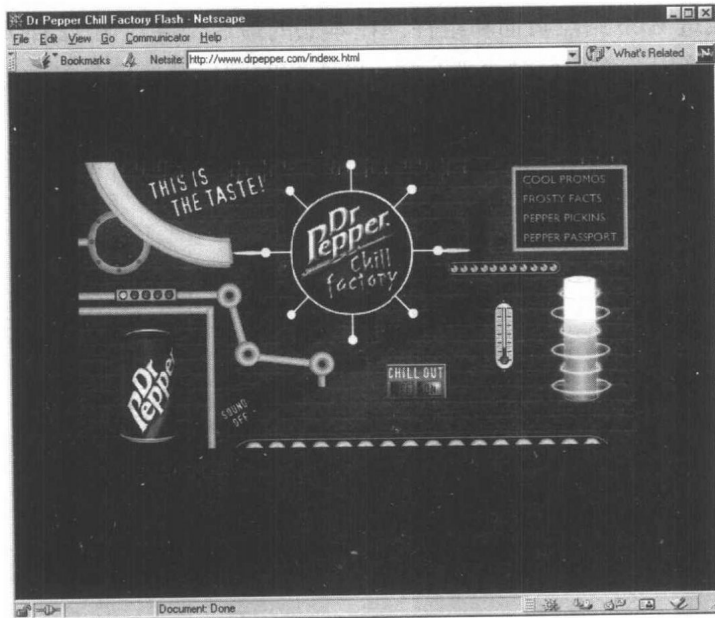 Dr Pepper Chill Factory Flash - Netscape
File Edit View Go Communicator Help
Bookmarks Netsite: http://www.drpepper.com/indexx.html What's Related N
THIS IS
THE TASTE!
COOL PROMOS
FROSTY FACTS
PEPPER PICKINS
PEPPER PASSPORT
Dr
Pepper
Chill
factory
CHILL OUT
Dr
Pepper
SOUND
OFF
Document: Done